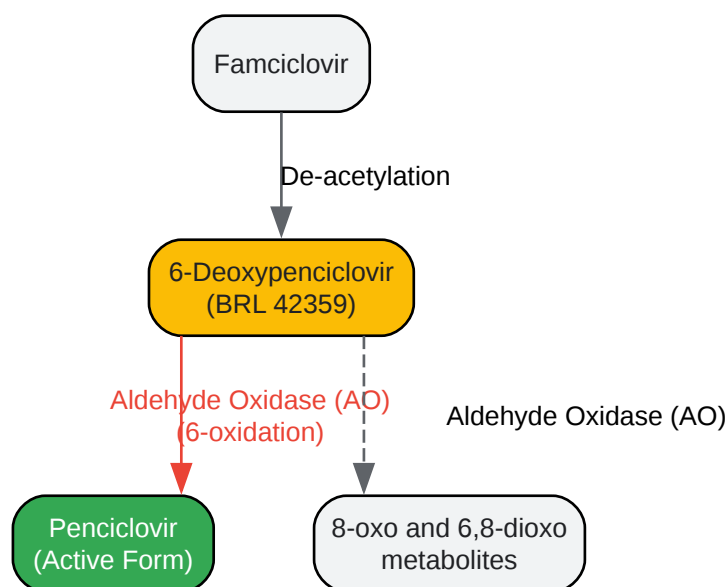 Famciclovir
De-acetylation
6-Deoxypenciclovir
(BRL 42359)
Aldehyde Oxidase (AO)
(6-oxidation)
Aldehyde Oxidase (AO)
Penciclovir
(Active Form)
8-oxo and 6,8-dioxo
metabolites